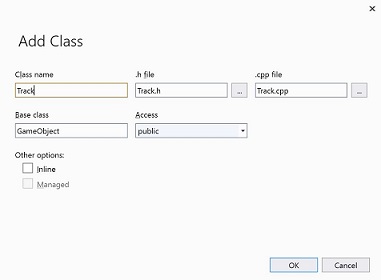 Add Class
Class name .h file .cpp file
Track Track.h ... Track.cpp ...
Base class Access
GameObject public
Other options:
Inline
Managed
OK Cancel